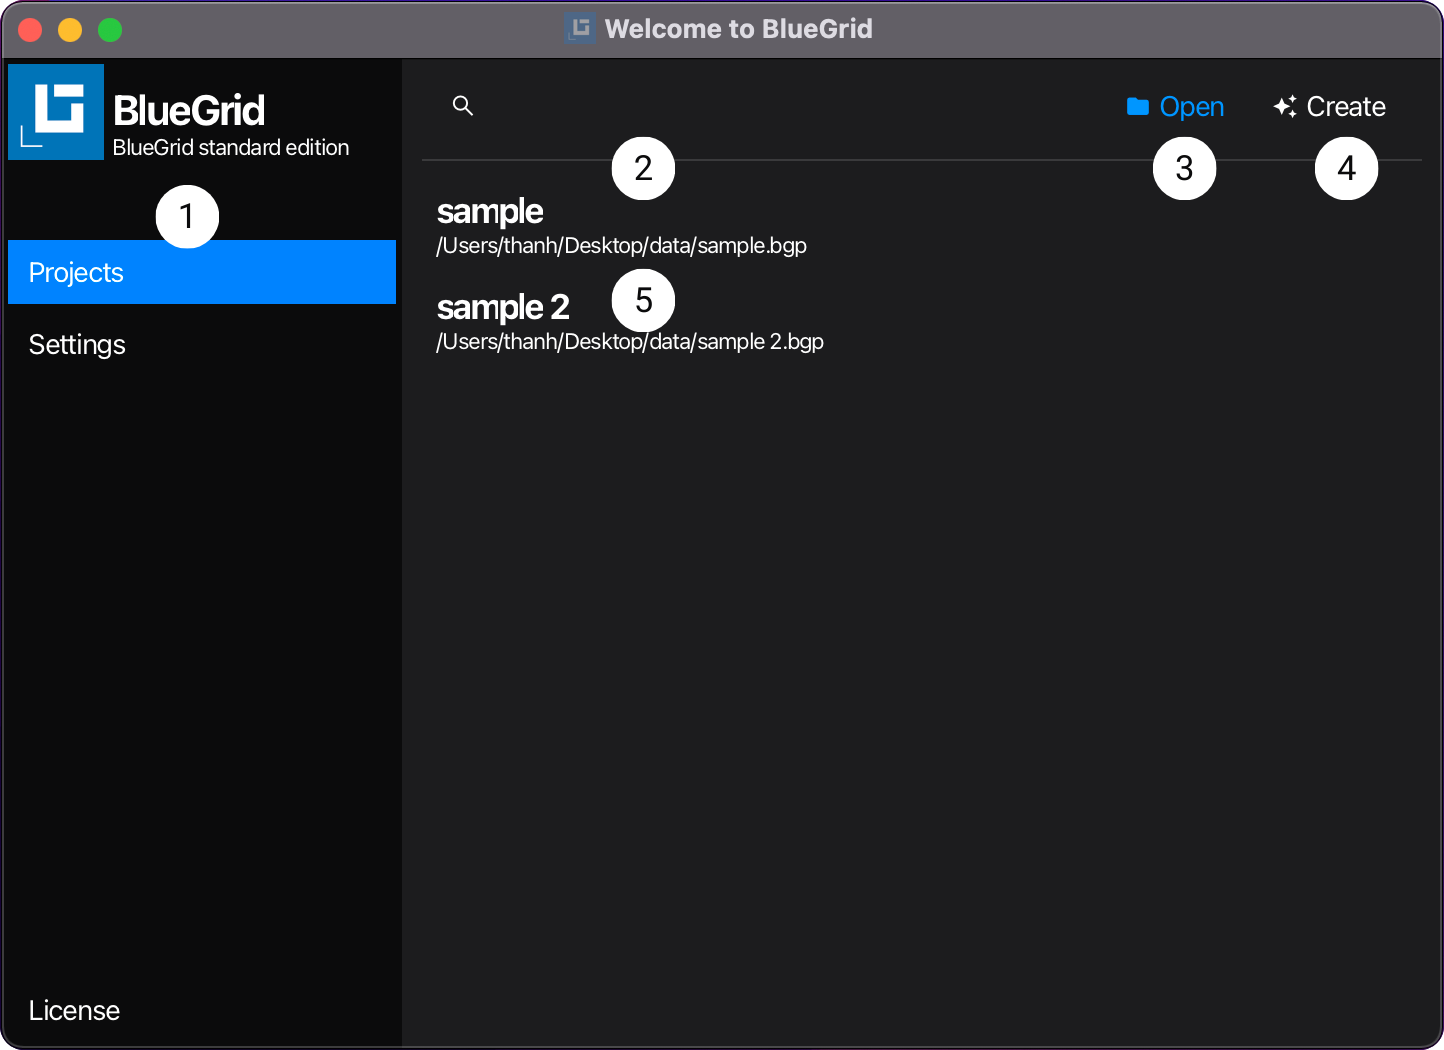 Welcome to BlueGrid
BlueGrid
BlueGrid standard edition
1
Projects
Settings
License
Open
Create
2
3
4
sample
/Users/thanh/Desktop/data/sample.bgp
sample 2
5
/Users/thanh/Desktop/data/sample 2.bgp